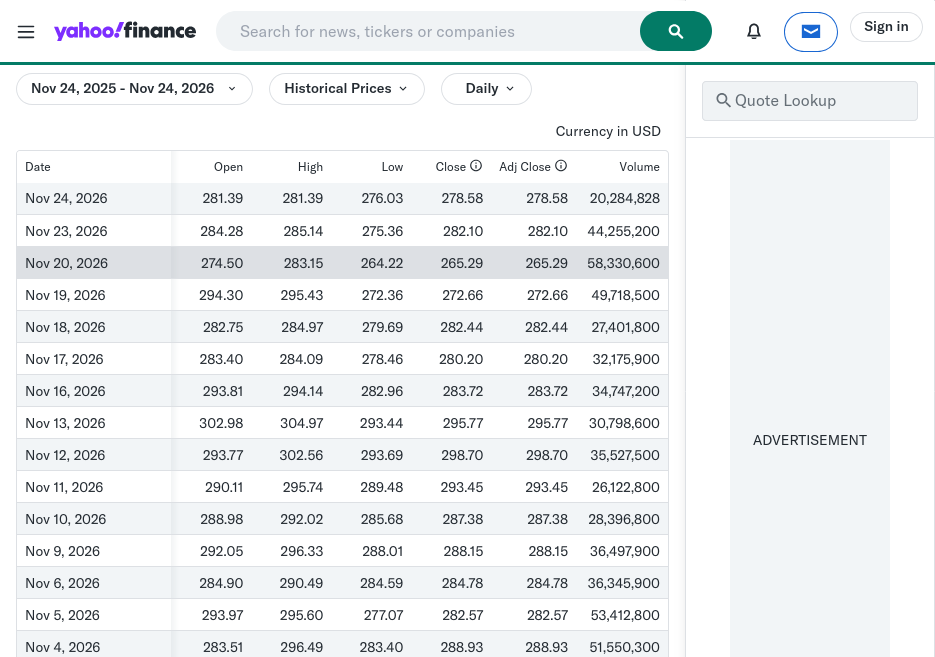 yahoo!finance
Search for news, tickers or companies
Sign in
Nov 24, 2025 - Nov 24, 2026
Historical Prices
Daily
Quote Lookup
Currency in USD
Date Open High Low Close Adj Close Volume
Nov 24, 2026 281.39 281.39 276.03 278.58 278.58 20,284,828
Nov 23, 2026 284.28 285.14 275.36 282.10 282.10 44,255,200
Nov 20, 2026 274.50 283.15 264.22 265.29 265.29 58,330,600
Nov 19, 2026 294.30 295.43 272.36 272.66 272.66 49,718,500
Nov 18, 2026 282.75 284.97 279.69 282.44 282.44 27,401,800
Nov 17, 2026 283.40 284.09 278.46 280.20 280.20 32,175,900
Nov 16, 2026 293.81 294.14 282.96 283.72 283.72 34,747,200
Nov 13, 2026 302.98 304.97 293.44 295.77 295.77 30,798,600
Nov 12, 2026 293.77 302.56 293.69 298.70 298.70 35,527,500
Nov 11, 2026 290.11 295.74 289.48 293.45 293.45 26,122,800
Nov 10, 2026 288.98 292.02 285.68 287.38 287.38 28,396,800
Nov 9, 2026 292.05 296.33 288.01 288.15 288.15 36,497,900
Nov 6, 2026 284.90 290.49 284.59 284.78 284.78 36,345,900
Nov 5, 2026 293.97 295.60 277.07 282.57 282.57 53,412,800
Nov 4, 2026 283.51 296.49 283.40 288.93 288.93 51,550,300
ADVERTISEMENT